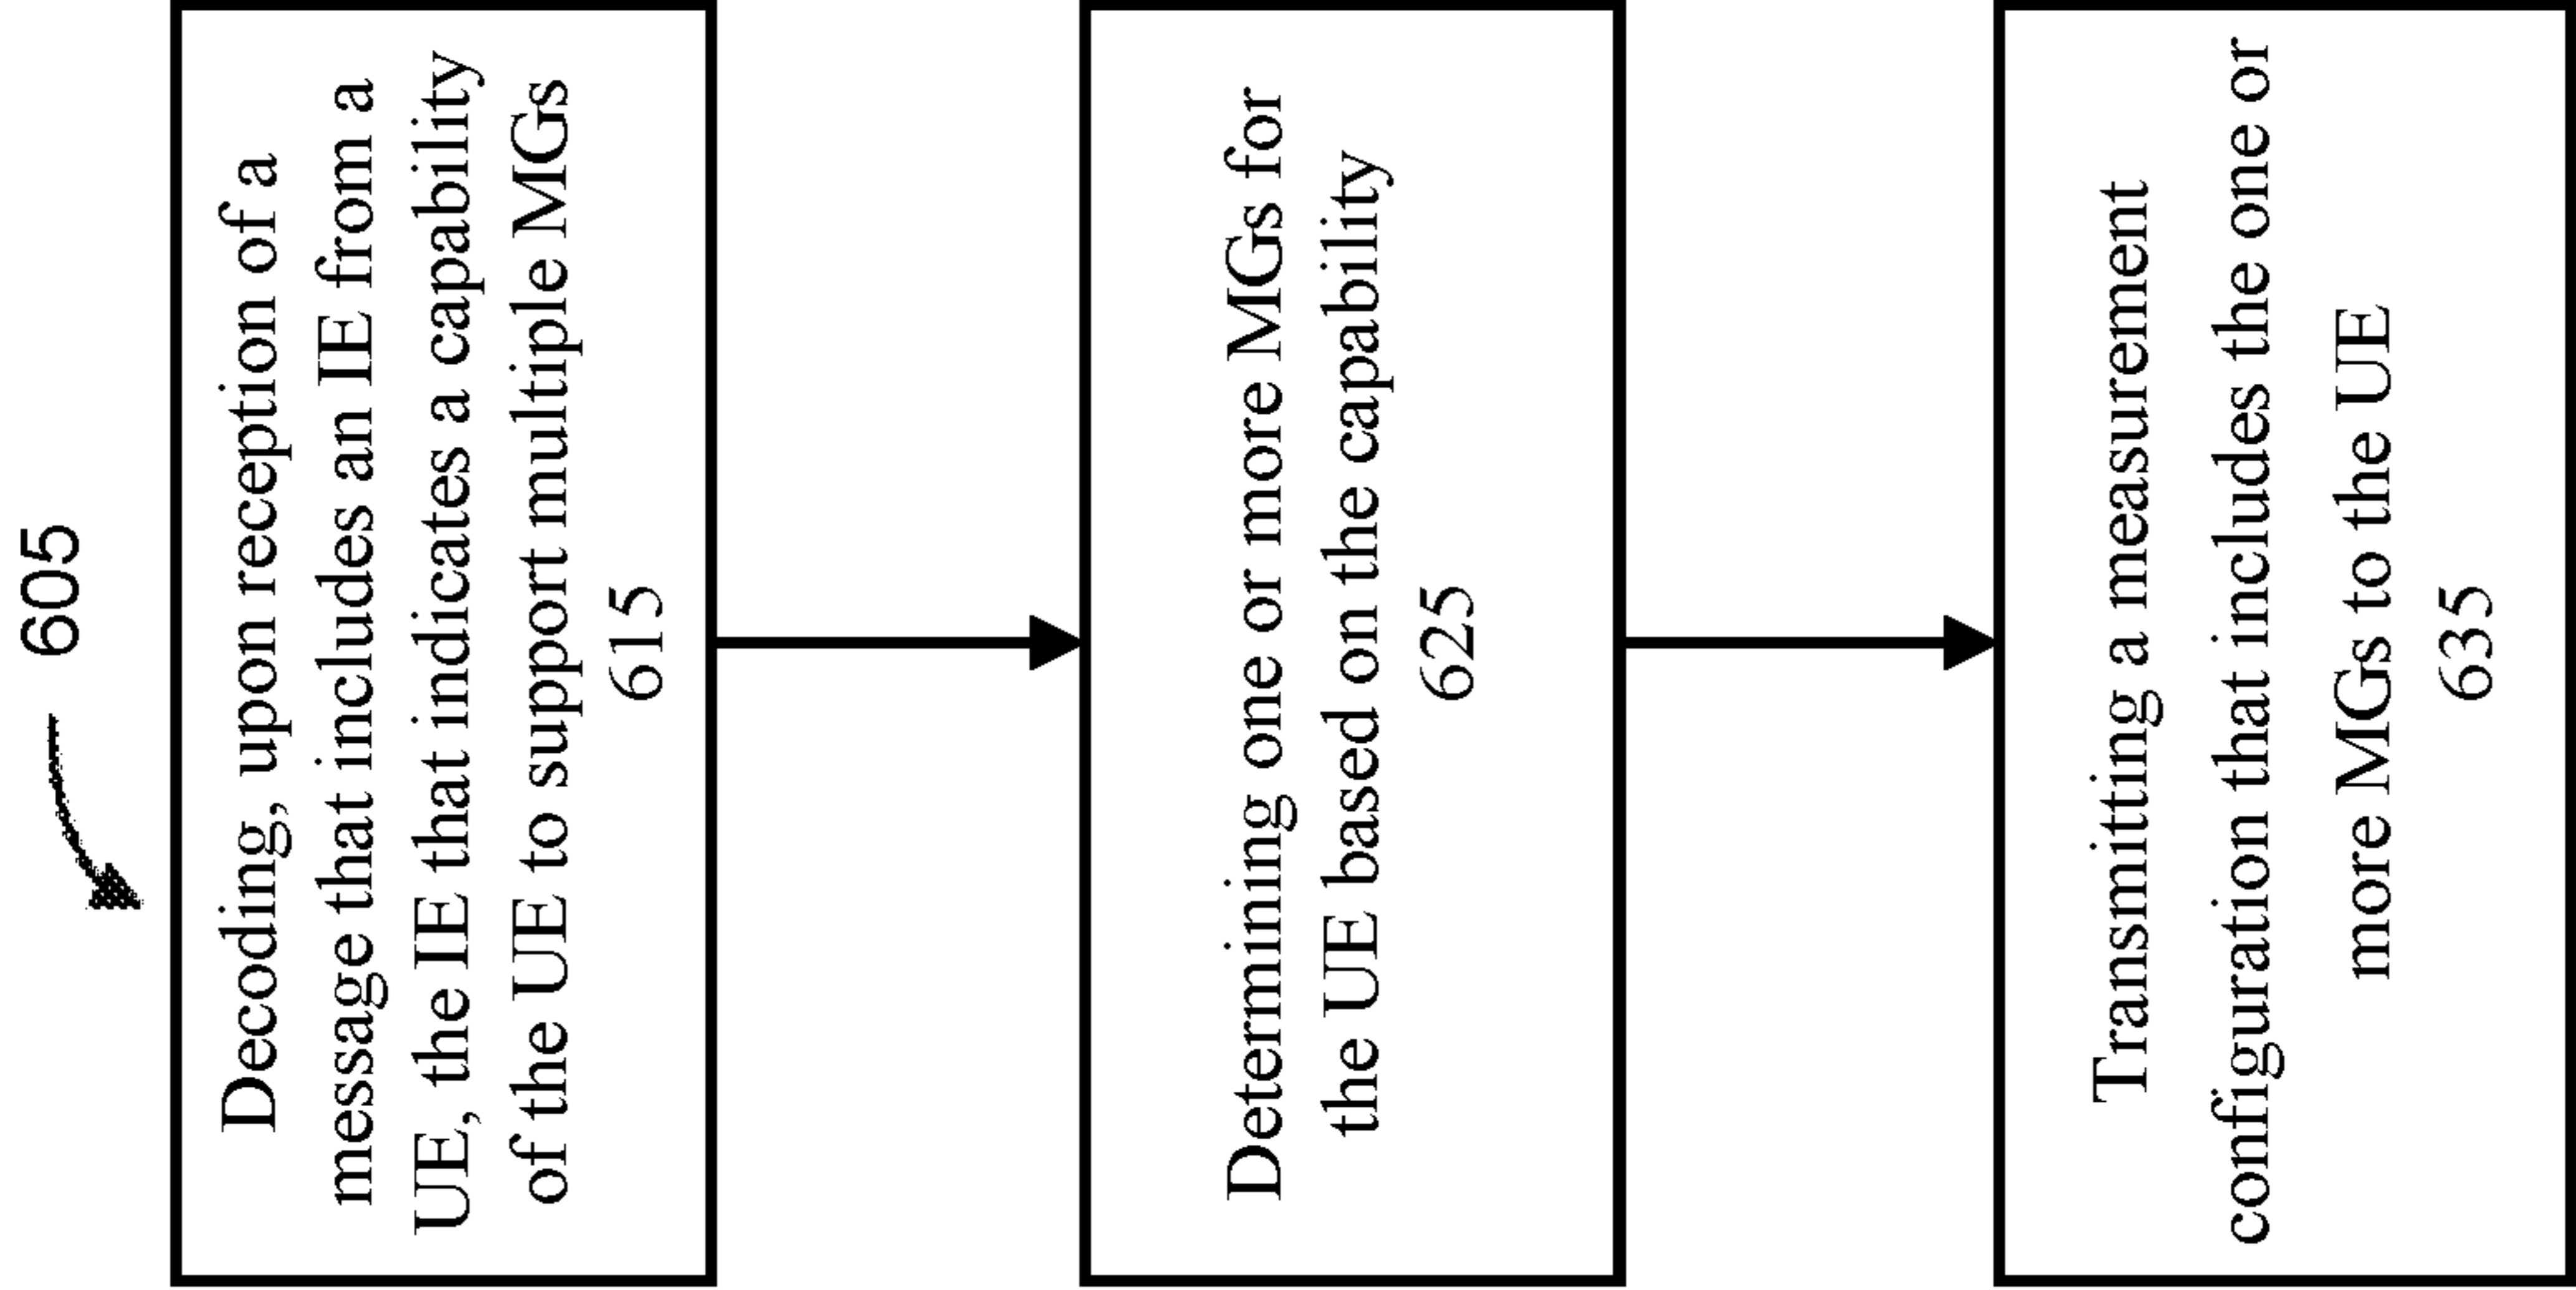 605
Decoding, upon reception of a
message that includes an IE from a
UE, the IE that indicates a capability
of the UE to support multiple MGs
615
Determining one or more MGs for
the UE based on the capability
625
Transmitting a measurement
configuration that includes the one or
more MGs to the UE
635